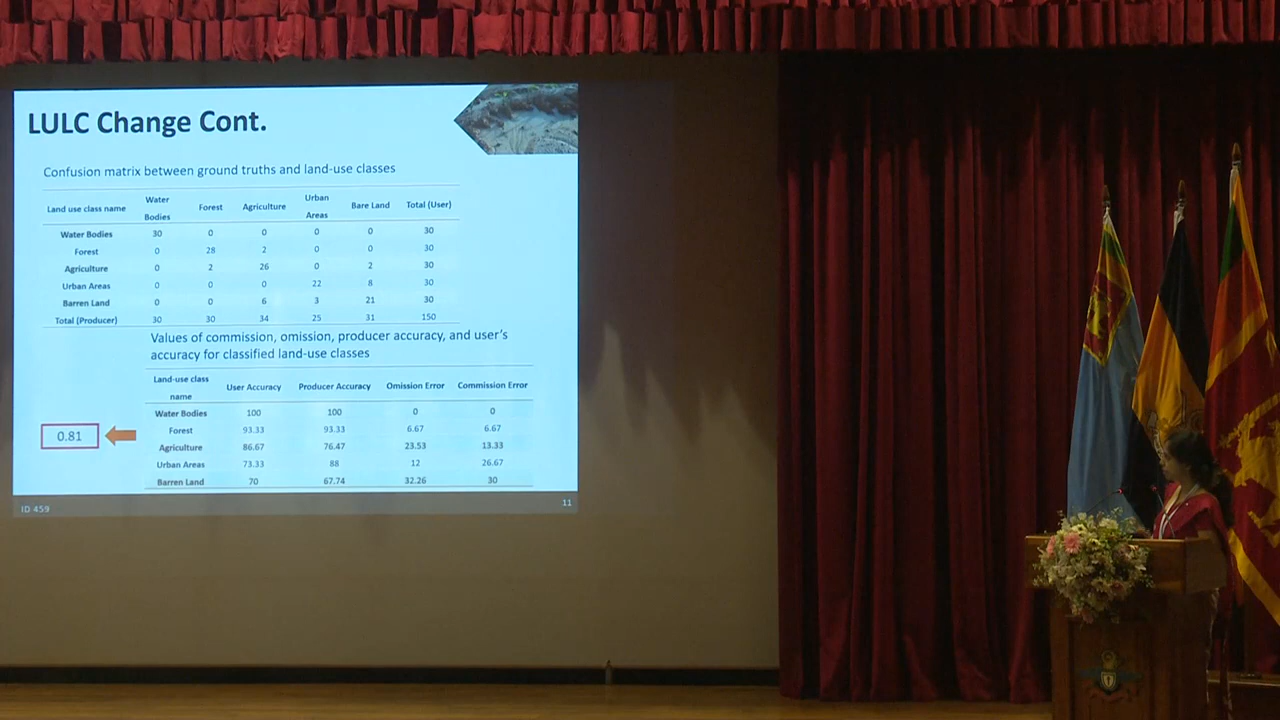 LULC Change Cont.
Confusion matrix between ground truths and land-use classes
Land use class name Water Bodies Forest Agriculture Urban Areas Bare Land Total (User)
Water Bodies 30 0 0 0 0 30
Forest 0 28 2 0 0 30
Agriculture 0 2 26 0 2 30
Urban Areas 0 0 0 22 8 30
Barren Land 0 0 6 3 21 30
Total (Producer) 30 30 34 25 31 150
Values of commission, omission, producer accuracy, and user's
accuracy for classified land-use classes
Land-use class name User Accuracy Producer Accuracy Omission Error Commission Error
Water Bodies 100 100 0 0
Forest 93.33 93.33 6.67 6.67
Agriculture 86.67 76.47 23.53 13.33
Urban Areas 73.33 88 12 26.67
Barren Land 70 67.74 32.26 30
0.81
ID 459
11